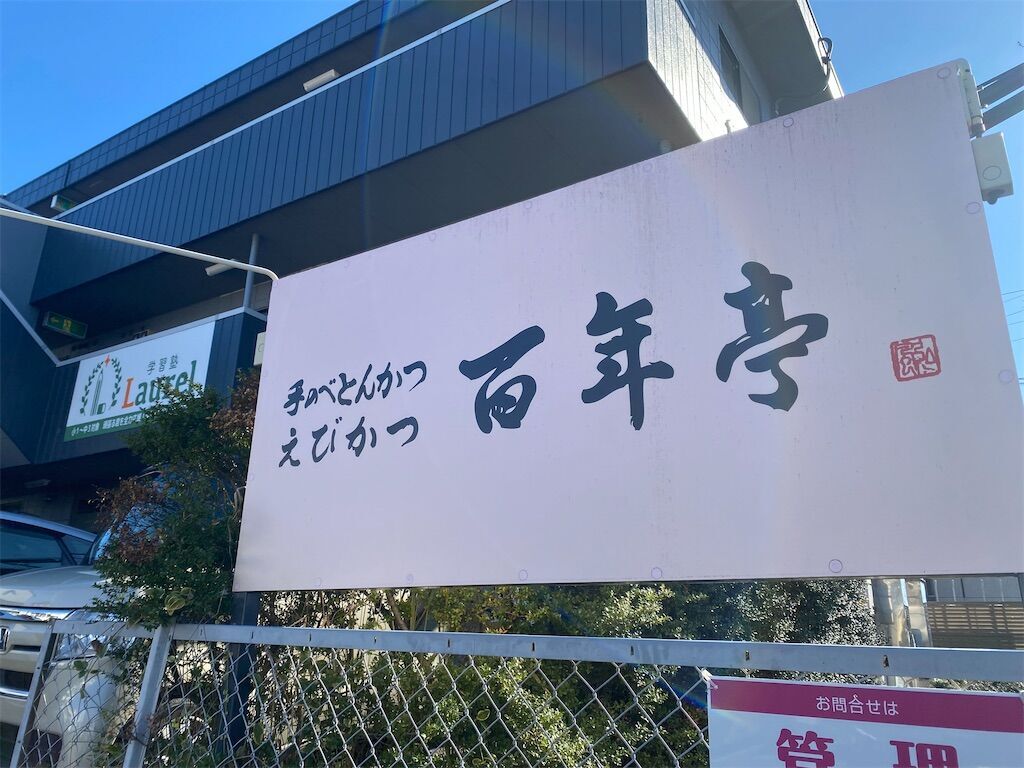 手のべとんかつ
えびかつ
百年亭
学習塾
Laurel
お問合せは
管理